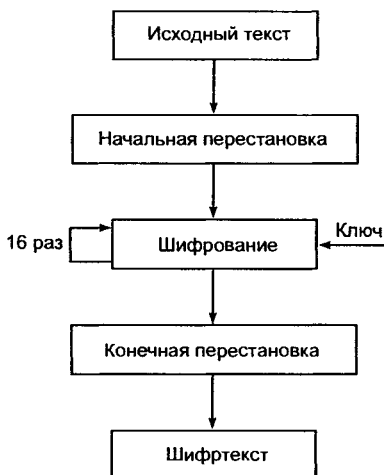 Исходный текст
Начальная перестановка
16 раз
Шифрование
Ключ
Конечная перестановка
Шифртекст